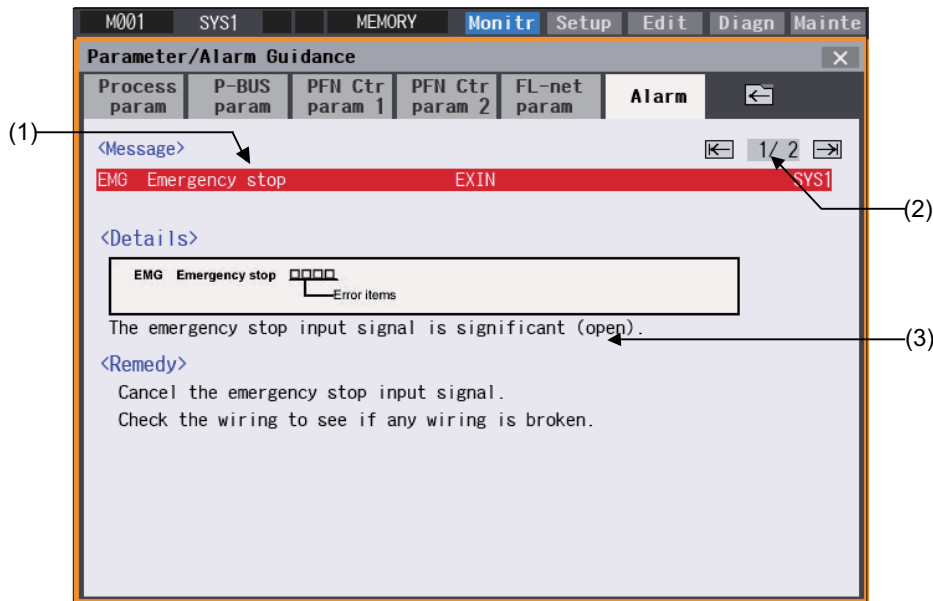 MØØ1 SYS1 MEMORY Monitr Setup Edit Diagn Mainte
Parameter/Alarm Guidance
Process param P-BUS param PFN Ctr param 1 PFN Ctr param 2 FL-net param Alarm
(1)
<Message> 1/ 2
EMG Emergency stop EXIN SYS1
(2)
<Details>
EMG Emergency stop □□□□
Error items
The emergency stop input signal is significant (open).
(3)
<Remedy>
Cancel the emergency stop input signal.
Check the wiring to see if any wiring is broken.